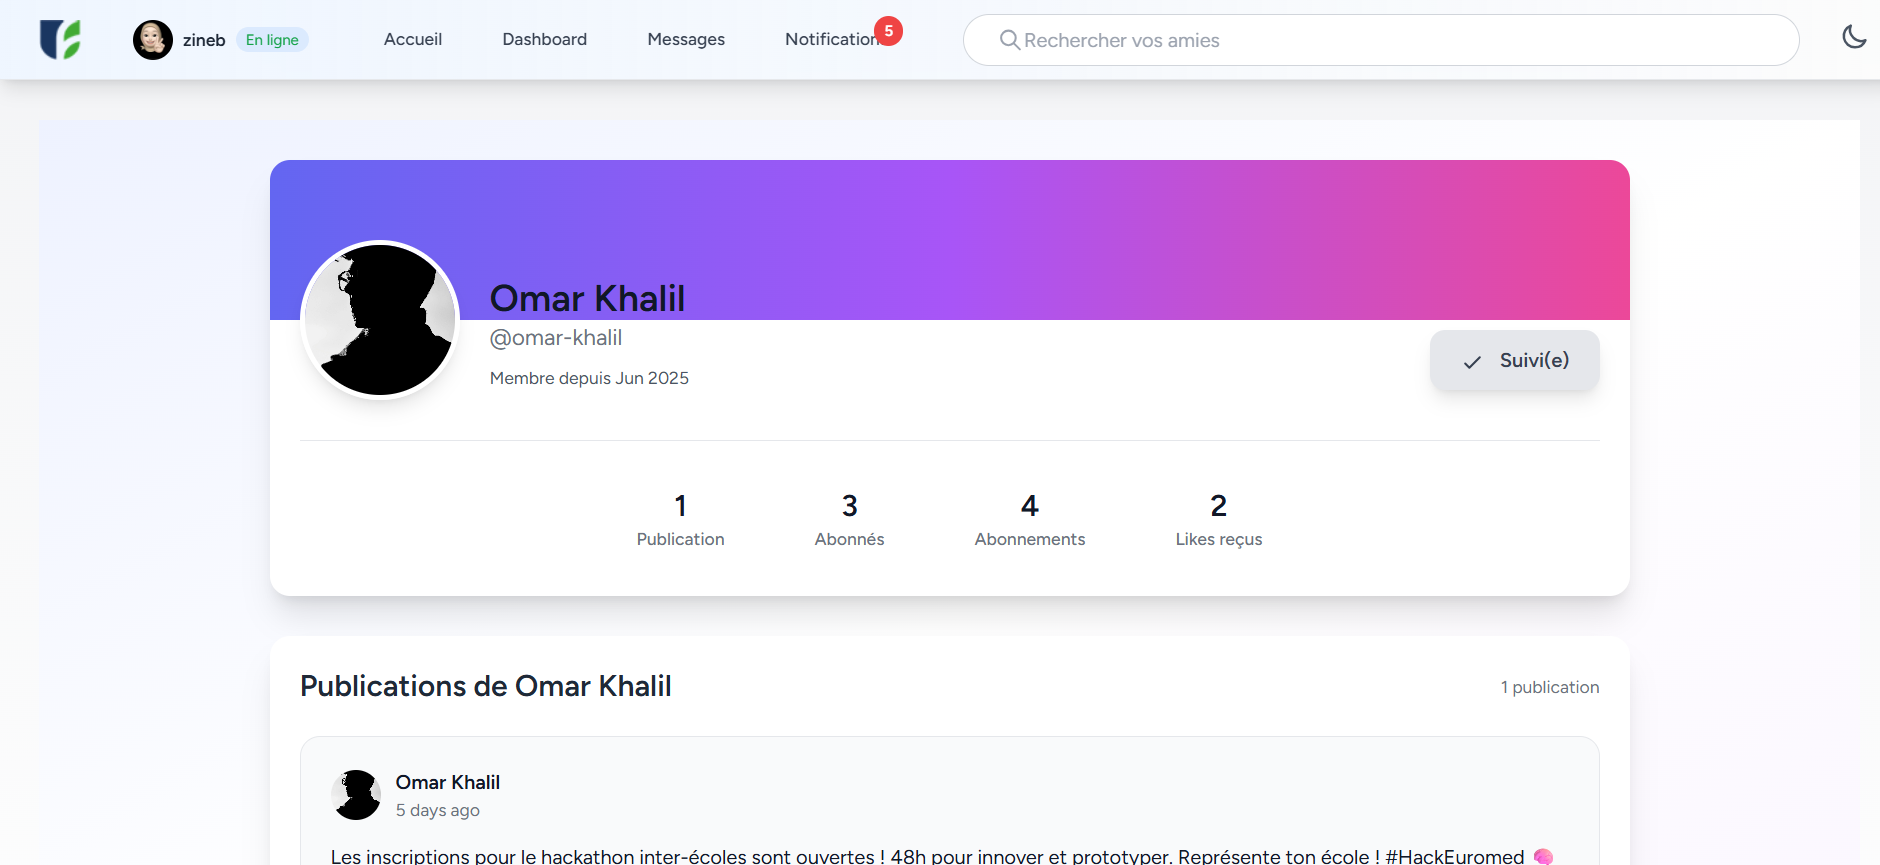 zineb En ligne Accueil Dashboard Messages Notification 5 Rechercher vos amies
Omar Khalil
@omar-khalil
Membre depuis Jun 2025
Suivi(e)
1 3 4 2
Publication Abonnés Abonnements Likes reçus
Publications de Omar Khalil 1 publication
Omar Khalil
5 days ago
Les inscriptions pour le hackathon inter-écoles sont ouvertes ! 48h pour innover et prototyper. Représente ton école ! #HackEuromed 🧠